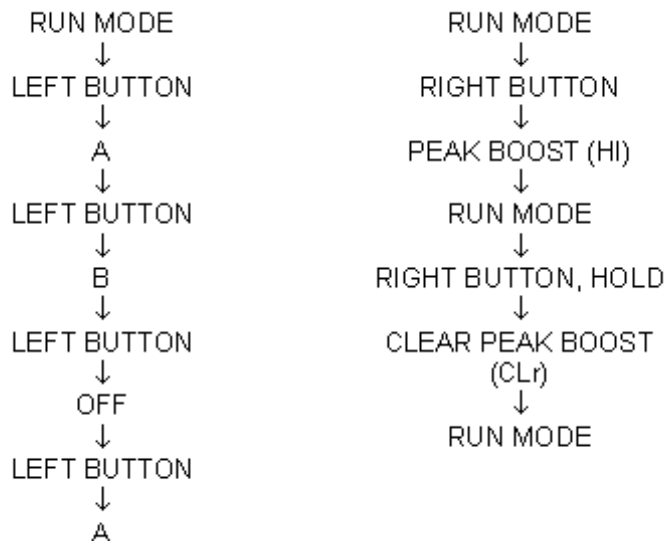 RUN MODE
↓
LEFT BUTTON
↓
A
↓
LEFT BUTTON
↓
B
↓
LEFT BUTTON
↓
OFF
↓
LEFT BUTTON
↓
A
RUN MODE
↓
RIGHT BUTTON
↓
PEAK BOOST (HI)
↓
RUN MODE
↓
RIGHT BUTTON, HOLD
↓
CLEAR PEAK BOOST
(CLr)
↓
RUN MODE